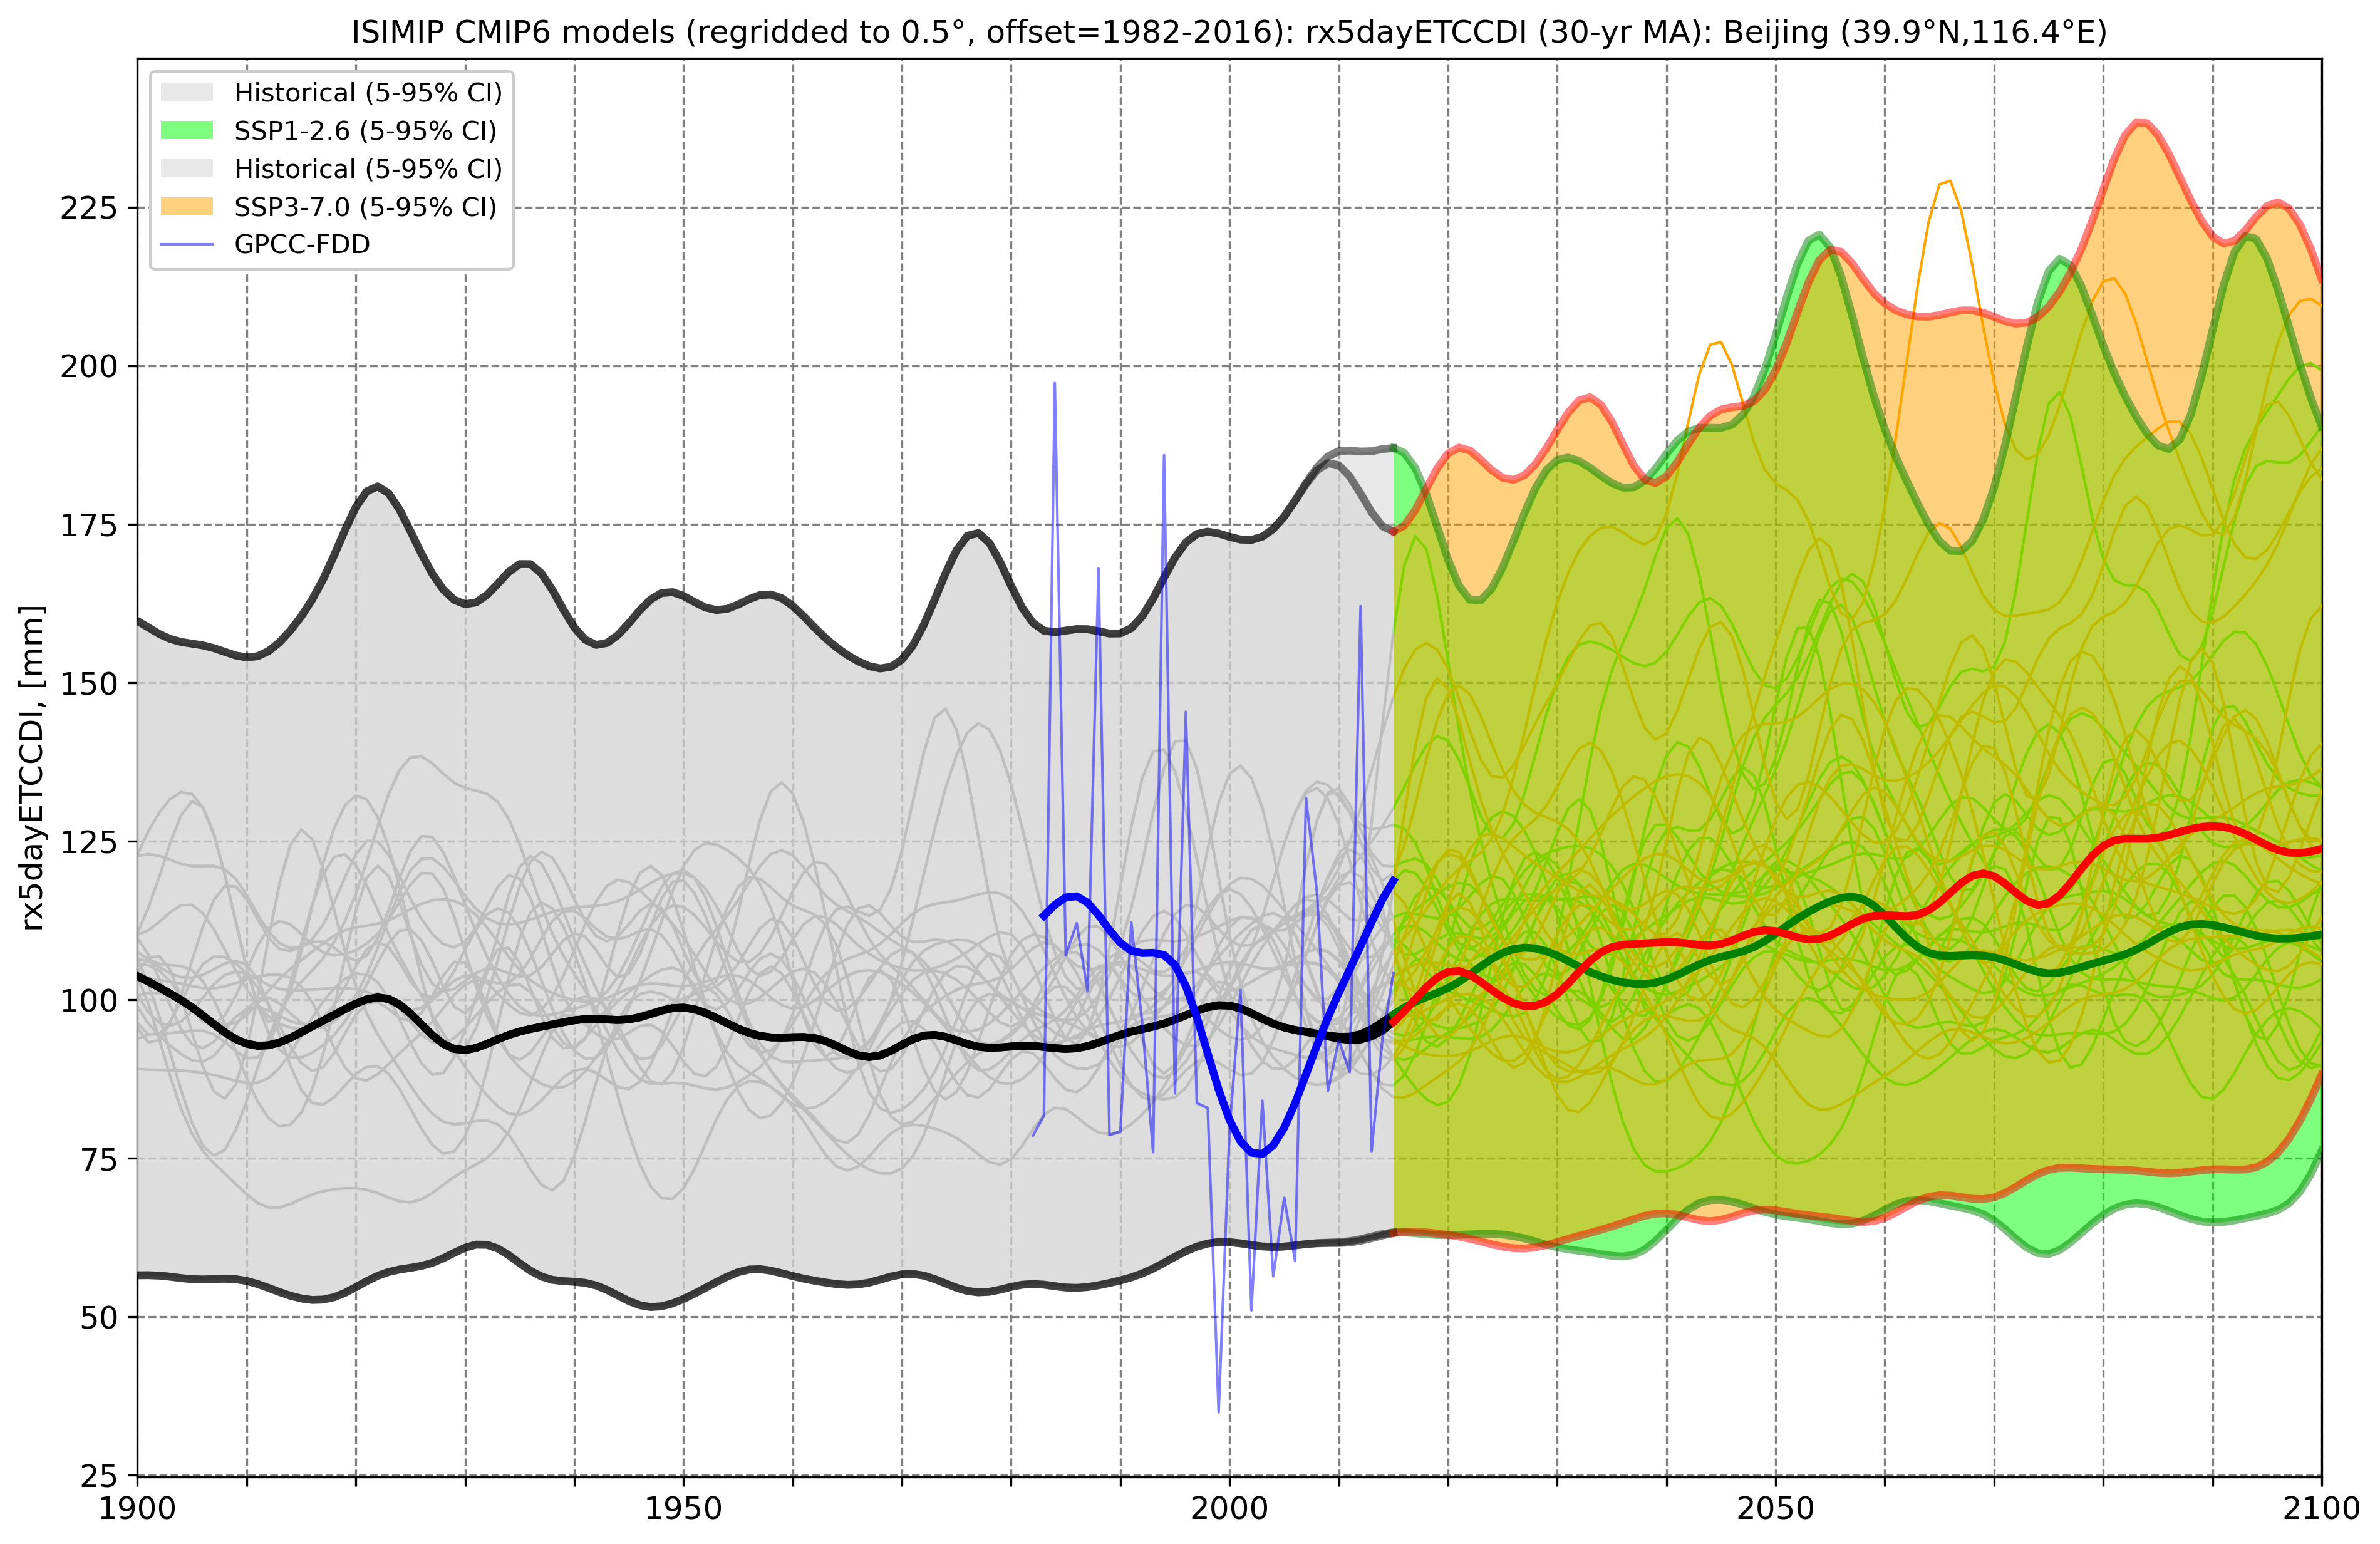 ISIMIP CMIP6 models (regridded to 0.5°, offset=1982-2016): rx5dayETCCDI (30-yr MA): Beijing (39.9°N,116.4°E)
Historical (5-95% CI)
SSP1-2.6 (5-95% CI)
Historical (5-95% CI)
SSP3-7.0 (5-95% CI)
GPCC-FDD
rx5dayETCCDI, [mm]
225
200
175
150
125
100
75
50
25
1900
1950
2000
2050
2100